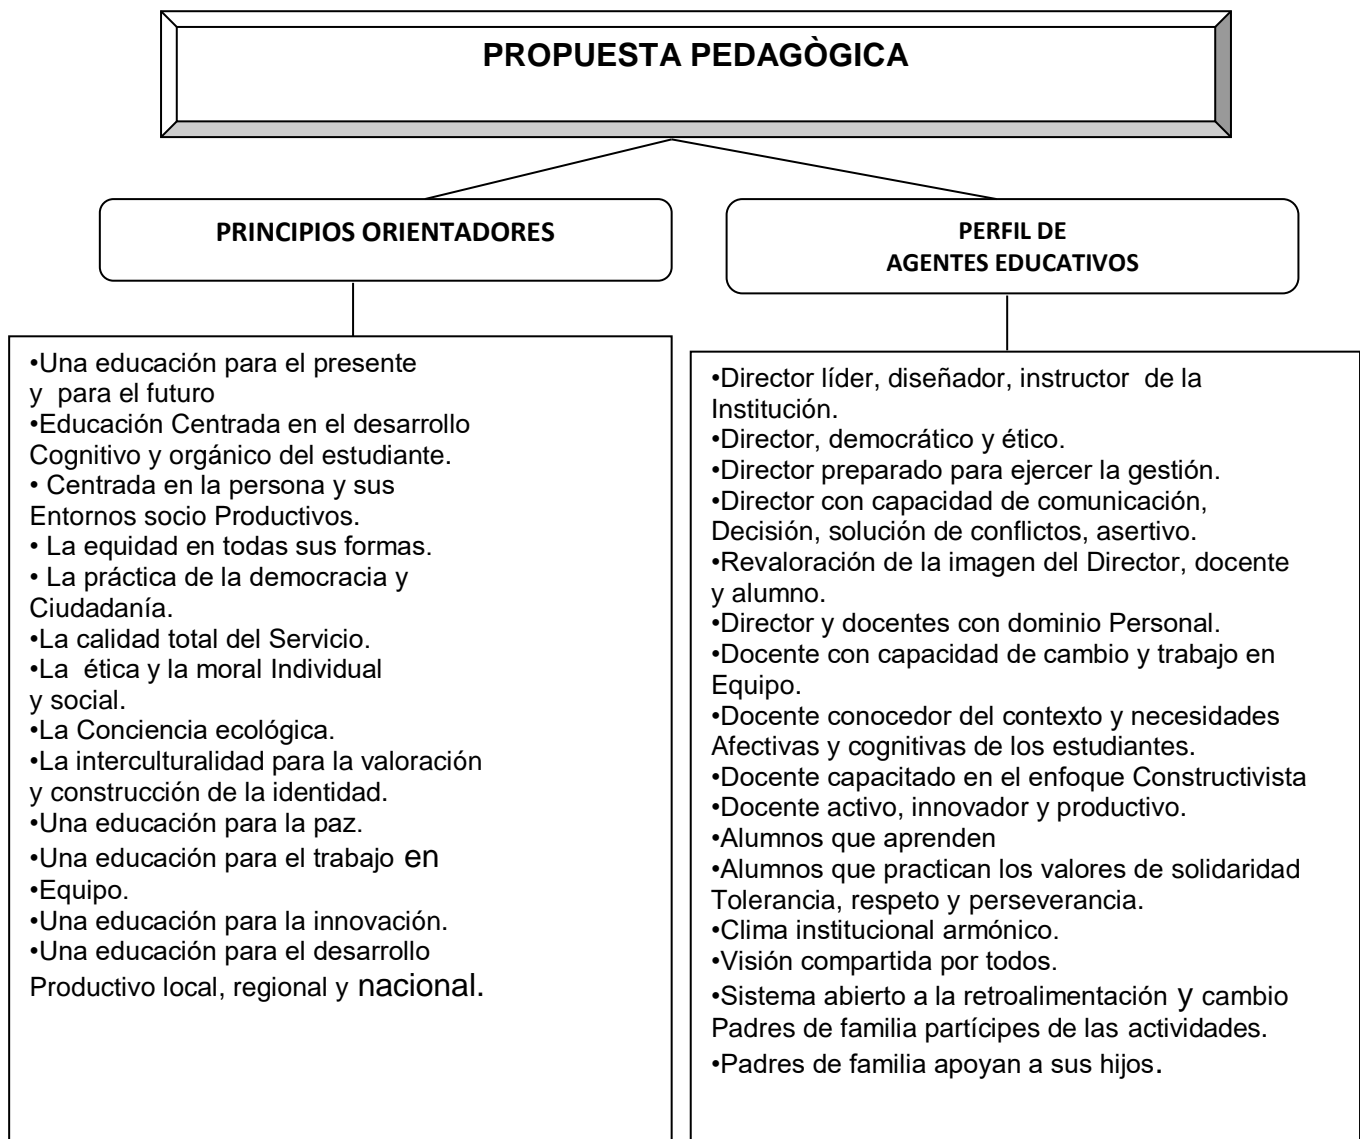 PROPUESTA PEDAGÒGICA
PRINCIPIOS ORIENTADORES
•Una educación para el presente
y  para el futuro
•Educación Centrada en el desarrollo
Cognitivo y orgánico del estudiante.
• Centrada en la persona y sus
Entornos socio Productivos.
• La equidad en todas sus formas.
• La práctica de la democracia y
Ciudadanía.
•La calidad total del Servicio.
•La  ética y la moral Individual
y social.
•La Conciencia ecológica.
•La interculturalidad para la valoración
y construcción de la identidad.
•Una educación para la paz.
•Una educación para el trabajo en
•Equipo.
•Una educación para la innovación.
•Una educación para el desarrollo
Productivo local, regional y nacional.
PERFIL DE
AGENTES EDUCATIVOS
•Director líder, diseñador, instructor  de la
Institución.
•Director, democrático y ético.
•Director preparado para ejercer la gestión.
•Director con capacidad de comunicación,
Decisión, solución de conflictos, asertivo.
•Revaloración de la imagen del Director, docente
y alumno.
•Director y docentes con dominio Personal.
•Docente con capacidad de cambio y trabajo en
Equipo.
•Docente conocedor del contexto y necesidades
Afectivas y cognitivas de los estudiantes.
•Docente capacitado en el enfoque Constructivista
•Docente activo, innovador y productivo.
•Alumnos que aprenden
•Alumnos que practican los valores de solidaridad
Tolerancia, respeto y perseverancia.
•Clima institucional armónico.
•Visión compartida por todos.
•Sistema abierto a la retroalimentación y cambio
Padres de familia partícipes de las actividades.
•Padres de familia apoyan a sus hijos.